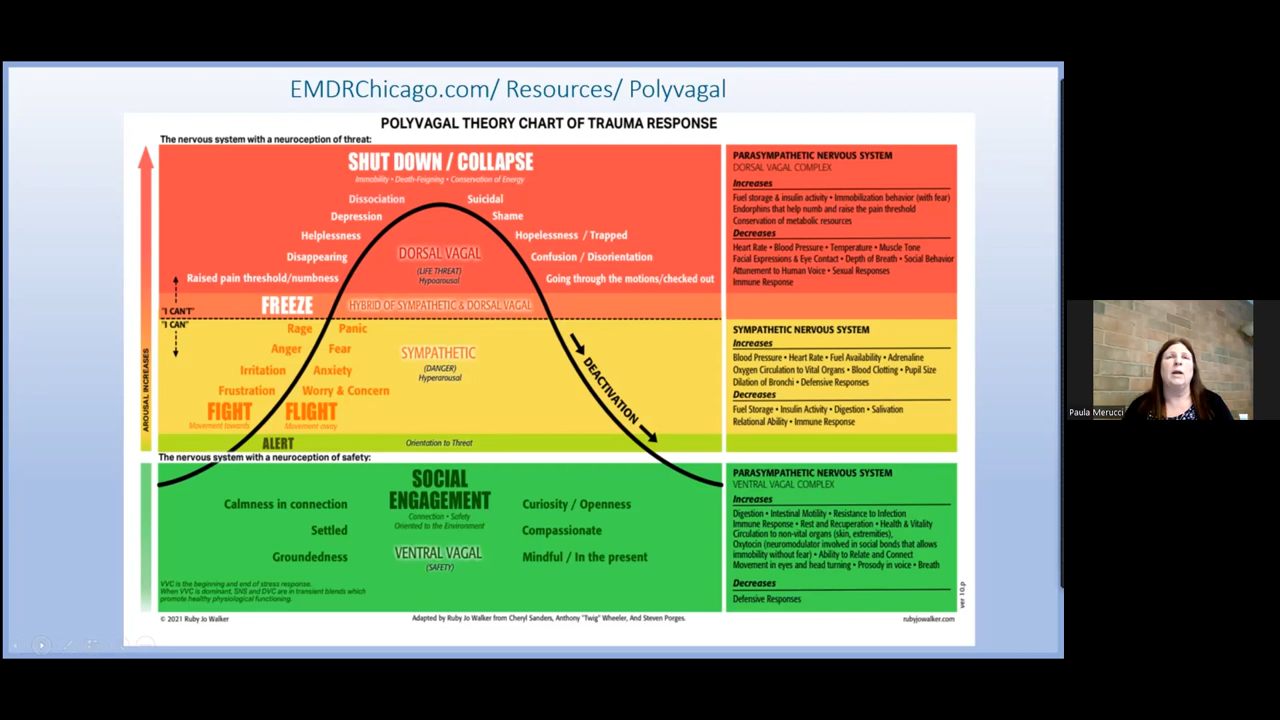 EMDRChicago.com/ Resources/ Polyvagal
POLYVAGAL THEORY CHART OF TRAUMA RESPONSE
The nervous system with a neuroception of threat:
SHUT DOWN / COLLAPSE
Immobility • Death-Feigning • Conservation of Energy
Dissociation
Suicidal
Depression
Shame
Helplessness
Hopelessness / Trapped
Disappearing
Confusion / Disorientation
Raised pain threshold/numbness
Going through the motions/checked out
DORSAL VAGAL
(LIFE THREAT)
Hypoarousal
"I CAN'T"
FREEZE
HYBRID OF SYMPATHETIC & DORSAL VAGAL
"I CAN"
Rage
Panic
Anger
Fear
Irritation
Anxiety
Frustration
Worry & Concern
SYMPATHETIC
(DANGER)
Hyperarousal
FIGHT
Movement towards
FLIGHT
Movement away
DEACTIVATION
AROUSAL INCREASES
ALERT
Orientation to Threat
The nervous system with a neuroception of safety:
SOCIAL
ENGAGEMENT
Connection • Safety
Oriented to the Environment
Calmness in connection
Curiosity / Openness
Settled
Compassionate
Groundedness
Mindful / In the present
VENTRAL VAGAL
(SAFETY)
VVC is the beginning and end of stress response.
When VVC is dominant, SNS and DVC are in transient blends which
promote healthy physiological functioning.
PARASYMPATHETIC NERVOUS SYSTEM
DORSAL VAGAL COMPLEX
Increases
Fuel storage & insulin activity • Immobilization behavior (with fear)
Endorphins that help numb and raise the pain threshold
Conservation of metabolic resources
Decreases
Heart Rate • Blood Pressure • Temperature • Muscle Tone
Facial Expressions & Eye Contact • Depth of Breath • Social Behavior
Attunement to Human Voice • Sexual Responses
Immune Response
SYMPATHETIC NERVOUS SYSTEM
Increases
Blood Pressure • Heart Rate • Fuel Availability • Adrenaline
Oxygen Circulation to Vital Organs • Blood Clotting • Pupil Size
Dilation of Bronchi • Defensive Responses
Decreases
Fuel Storage • Insulin Activity • Digestion • Salivation
Relational Ability • Immune Response
PARASYMPATHETIC NERVOUS SYSTEM
VENTRAL VAGAL COMPLEX
Increases
Digestion • Intestinal Motility • Resistance to Infection
Immune Response • Rest and Recuperation • Health & Vitality
Circulation to non-vital organs (skin, extremities),
Oxytocin (neuromodulator involved in social bonds that allows
immobility without fear) • Ability to Relate and Connect
Movement in eyes and head turning • Prosody in voice • Breath
Decreases
Defensive Responses
ver 10.p
© 2021 Ruby Jo Walker
Adapted by Ruby Jo Walker from Cheryl Sanders, Anthony "Twig" Wheeler, And Steven Porges.
rubyjowalker.com
Paula Merucci